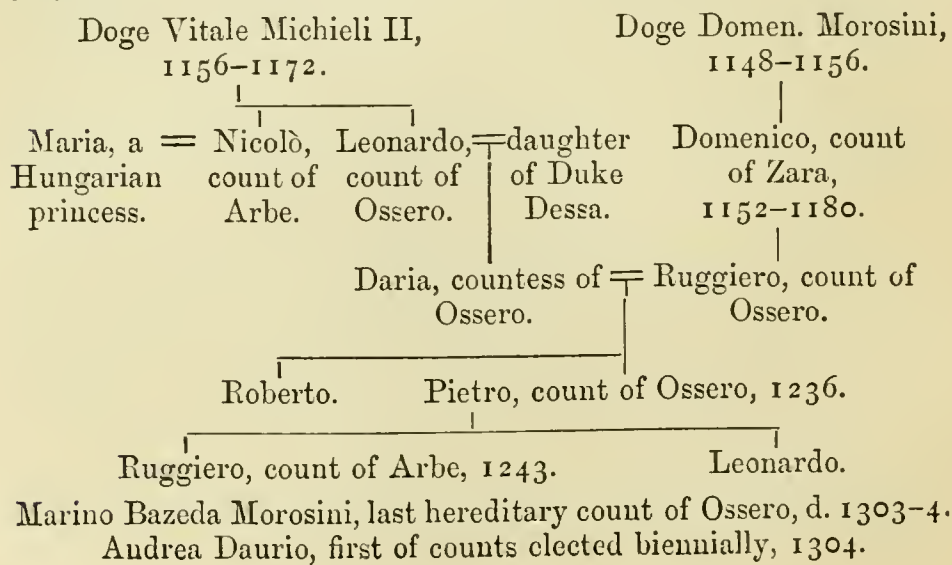 Doge Vitale Michieli II, Doge Domen. Morosini,
1156–1172. 1148–1156.
Maria, a = Nicolò, Leonardo, = daughter Domenico, count
Hungarian count of count of of Duke of Zara,
princess. Arbe. Ossero. Dessa. 1152–1180.
Daria, countess of = Ruggiero, count of
Ossero. Ossero.
Roberto. Pietro, count of Ossero, 1236.
Ruggiero, count of Arbe, 1243. Leonardo.
Marino Bazeda Morosini, last hereditary count of Ossero, d. 1303–4.
Andrea Daurio, first of counts elected biennially, 1304.